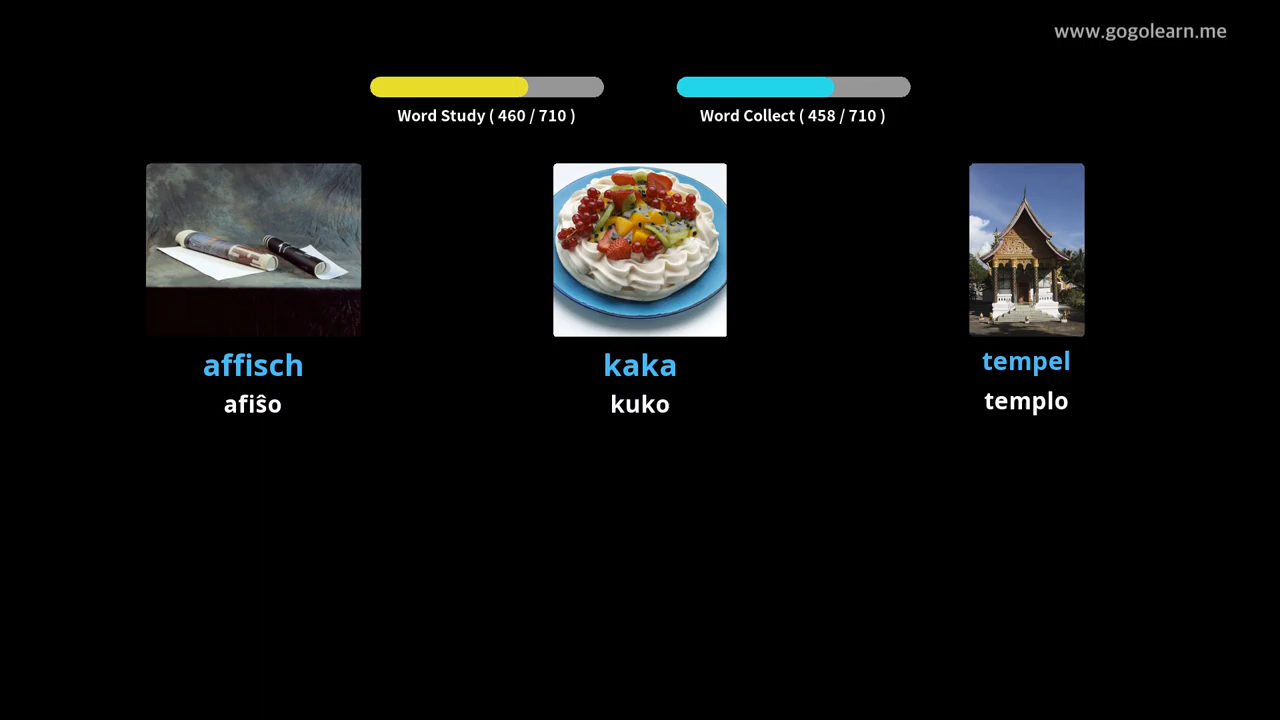 www.gogolearn.me
Word Study ( 460 / 710 )
Word Collect ( 458 / 710 )
affisch
afiŝo
kaka
kuko
tempel
templo